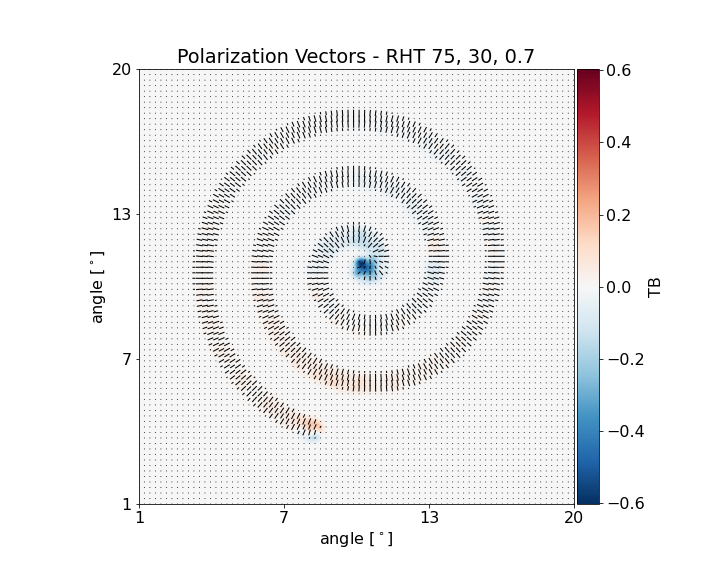 Polarization Vectors - RHT 75, 30, 0.7
20
13
7
1
1 7 13 20
angle [°]
angle [°]
0.6
0.4
0.2
0.0
−0.2
−0.4
−0.6
TB